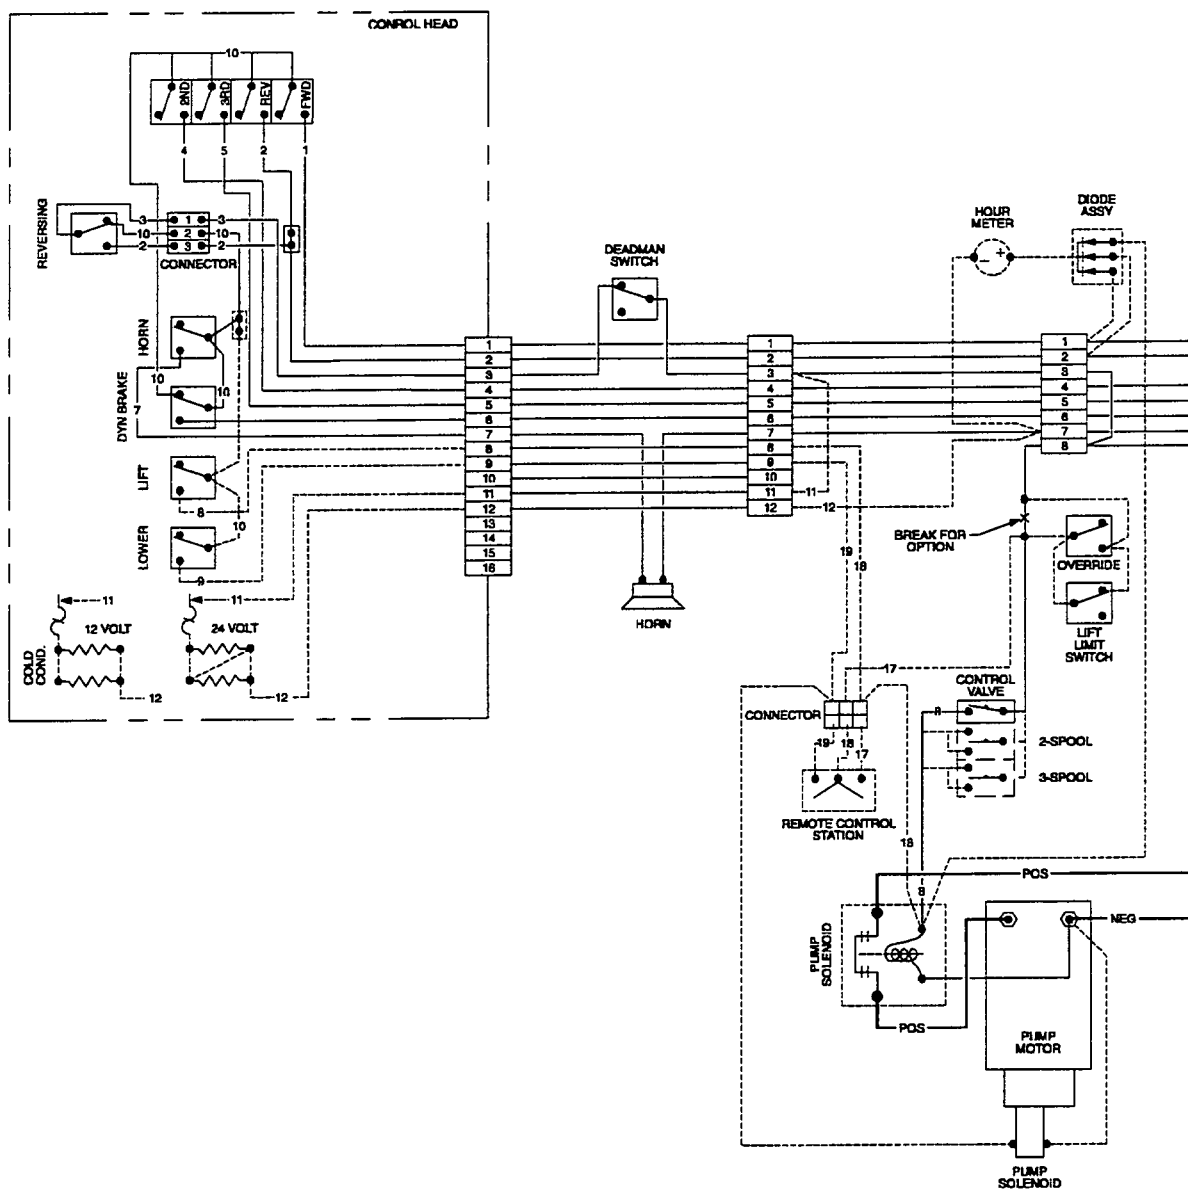 CONROL HEAD
10
2ND
3RD
REV
FWD
4
5
2
1
REVERSING
3
1
3
10
2
10
2
3
2
CONNECTOR
HORN
10
7
10
DYN BRAKE
LIFT
8
10
LOWER
9
11
11
12 VOLT
24 VOLT
COLD
COND.
12
12
1
2
3
4
5
6
7
8
9
10
11
12
13
14
15
16
DEADMAN
SWITCH
HORN
1
2
3
4
5
6
7
8
9
10
11
12
11
12
19
18
HOUR
METER
- +
DIODE
ASSY
1
2
3
4
5
6
7
8
BREAK FOR
OPTION
OVERRIDE
LIFT
LIMIT
SWITCH
17
CONNECTOR
19
18
17
REMOTE CONTROL
STATION
CONTROL
VALVE
8
2-SPOOL
3-SPOOL
18
8
POS
NEG
PUMP
SOLENOID
POS
PUMP
MOTOR
PUMP
SOLENOID